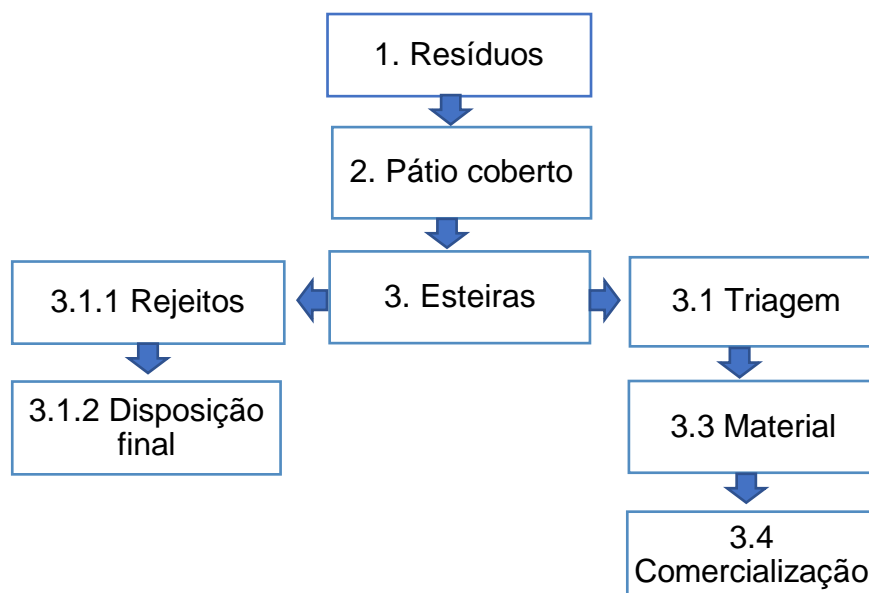 1. Resíduos
2. Pátio coberto
3.1.1 Rejeitos
3. Esteiras
3.1 Triagem
3.1.2 Disposição
final
3.3 Material
3.4
Comercialização